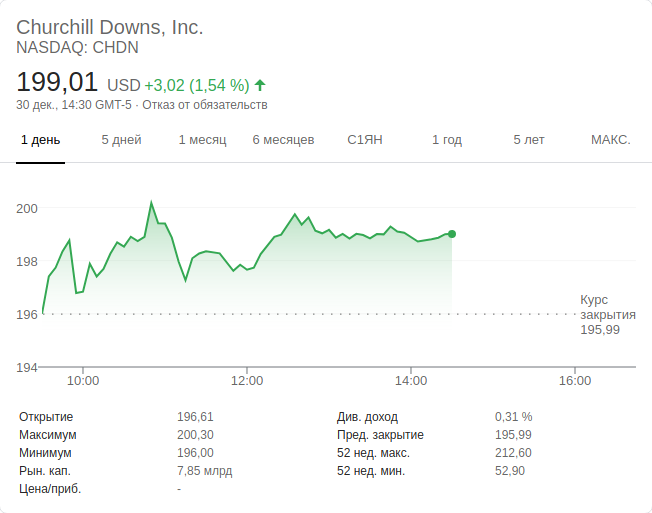 Churchill Downs, Inc.
NASDAQ: CHDN
199,01 USD +3,02 (1,54 %)
30 дек., 14:30 GMT-5 · Отказ от обязательств
1 день 5 дней 1 месяц 6 месяцев С1ЯН 1 год 5 лет МАКС.
200
198
196
194
Курс
закрытия
195,99
10:00 12:00 14:00 16:00
Открытие 196,61 Див. доход 0,31 %
Максимум 200,30 Пред. закрытие 195,99
Минимум 196,00 52 нед. макс. 212,60
Рын. кап. 7,85 млрд 52 нед. мин. 52,90
Цена/приб. -